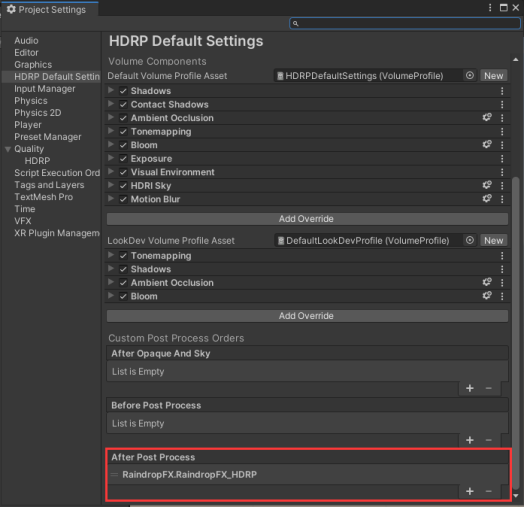 Project Settings
Audio
Editor
Graphics
HDRP Default Settin
Input Manager
Physics
Physics 2D
Player
Preset Manager
Quality
HDRP
Script Execution Ord
Tags and Layers
TextMesh Pro
Time
VFX
XR Plugin Managem
HDRP Default Settings
Volume Components
Default Volume Profile Asset HDRPDefaultSettings (VolumeProfile) New
Shadows
Contact Shadows
Ambient Occlusion
Tonemapping
Bloom
Exposure
Visual Environment
HDRI Sky
Motion Blur
Add Override
LookDev Volume Profile Asset DefaultLookDevProfile (VolumeProfile) New
Tonemapping
Shadows
Ambient Occlusion
Bloom
Add Override
Custom Post Process Orders
After Opaque And Sky
List is Empty
+ −
Before Post Process
List is Empty
+ −
After Post Process
= RaindropFX.RaindropFX_HDRP
+ −